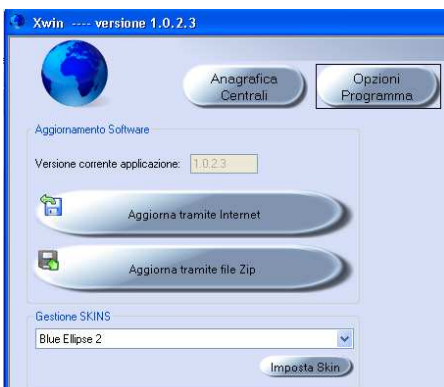 Xwin ---- versione 1.0.2.3
Anagrafica
Centrali
Opzioni
Programma
Aggiornamento Software
Versione corrente applicazione: 1.0.2.3
Aggiorna tramite Internet
Aggiorna tramite file Zip
Gestione SKINS
Blue Ellipse 2
Imposta Skin